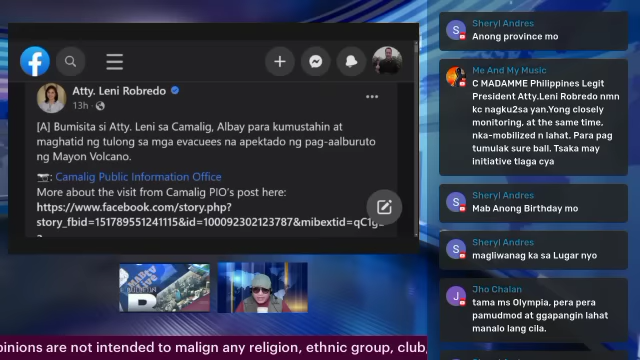 Atty. Leni Robredo
13h
[A] Bumisita si Atty. Leni sa Camalig, Albay para kumustahin at
maghatid ng tulong sa mga evacuees na apektado ng pag-aalburuto
ng Mayon Volcano.
: Camalig Public Information Office
More about the visit from Camalig PIO's post here:
https://www.facebook.com/story.php?
story_fbid=151789551241115&id=100092302123787&mibextid=qC1gE
Sheryl Andres
Anong province mo
Me And My Music
C MADAMME Philippines Legit
President Atty.Leni Robredo nmn
kc nagku2sa yan.Yong closely
monitoring, at the same time,
nka-mobilized n lahat. Para pag
tumulak sure ball, Tsaka may
initiative tlaga cya
Sheryl Andres
Mab Anong Birthday mo
Sheryl Andres
magliwanag ka sa Lugar nyo
Jho Chalan
tama ms Olympia, pera pera
pamudmod at ggapangin lahat
manalo lang cila.
pinions are not intended to malign any religion, ethnic group, club,